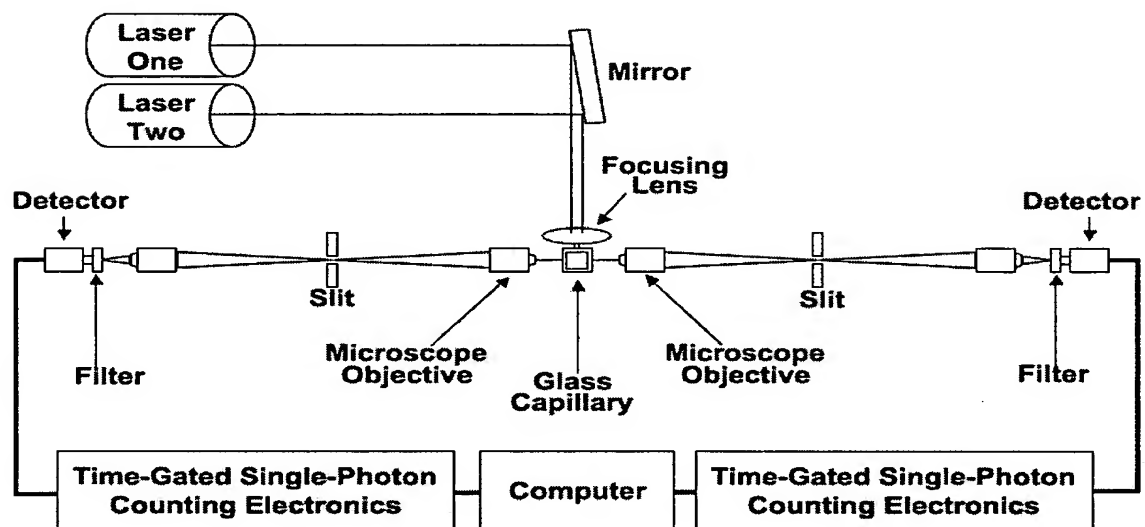 Laser
One
Laser
Two
Mirror
Focusing
Lens
Detector
Detector
Slit
Slit
Microscope
Objective
Microscope
Objective
Filter
Glass
Capillary
Filter
Time-Gated Single-Photon
Counting Electronics
Computer
Time-Gated Single-Photon
Counting Electronics